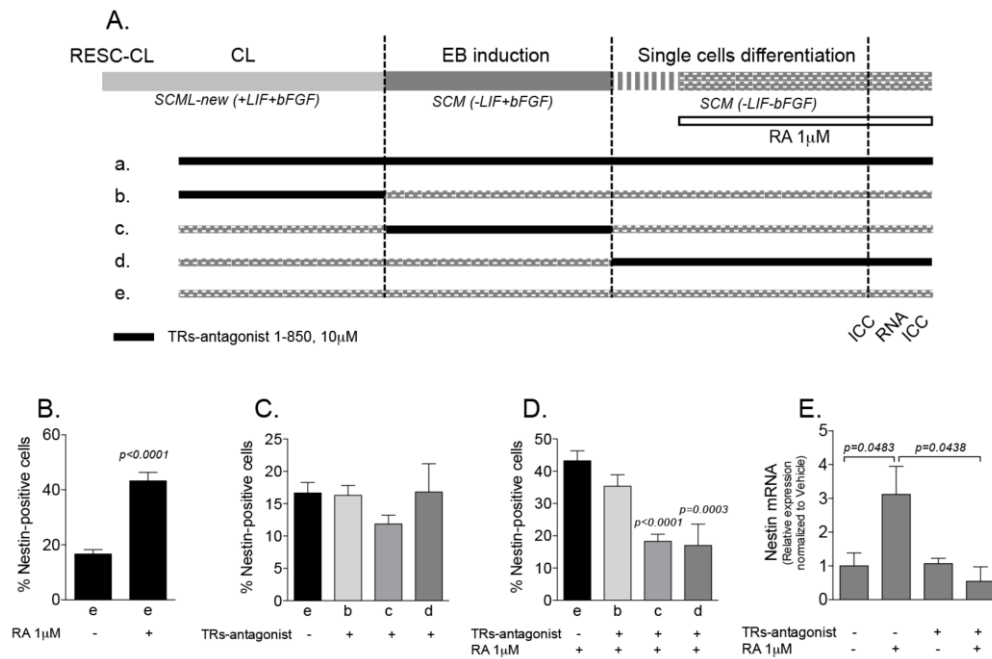 A.
RESC-CL CL EB induction Single cells differentiation
SCML-new (+LIF+bFGF) SCM (-LIF+bFGF) SCM (-LIF-bFGF)
RA 1µM
a.
b.
c.
d.
e.
ICC RNA ICC
TRs-antagonist 1-850, 10µM
B.
% Nestin-positive cells
60
40
20
0
p<0.0001
e e
RA 1µM - +
C.
% Nestin-positive cells
25
20
15
10
5
0
e b c d
TRs-antagonist - + + +
D.
% Nestin-positive cells
50
40
30
20
10
0
p<0.0001
p=0.0003
e b c d
TRs-antagonist - + + +
RA 1µM + + + +
E.
Nestin mRNA
(Relative expression
normalized to Vehicle)
5
4
3
2
1
0
p=0.0483
p=0.0438
TRs-antagonist - - + +
RA 1µM - + - +